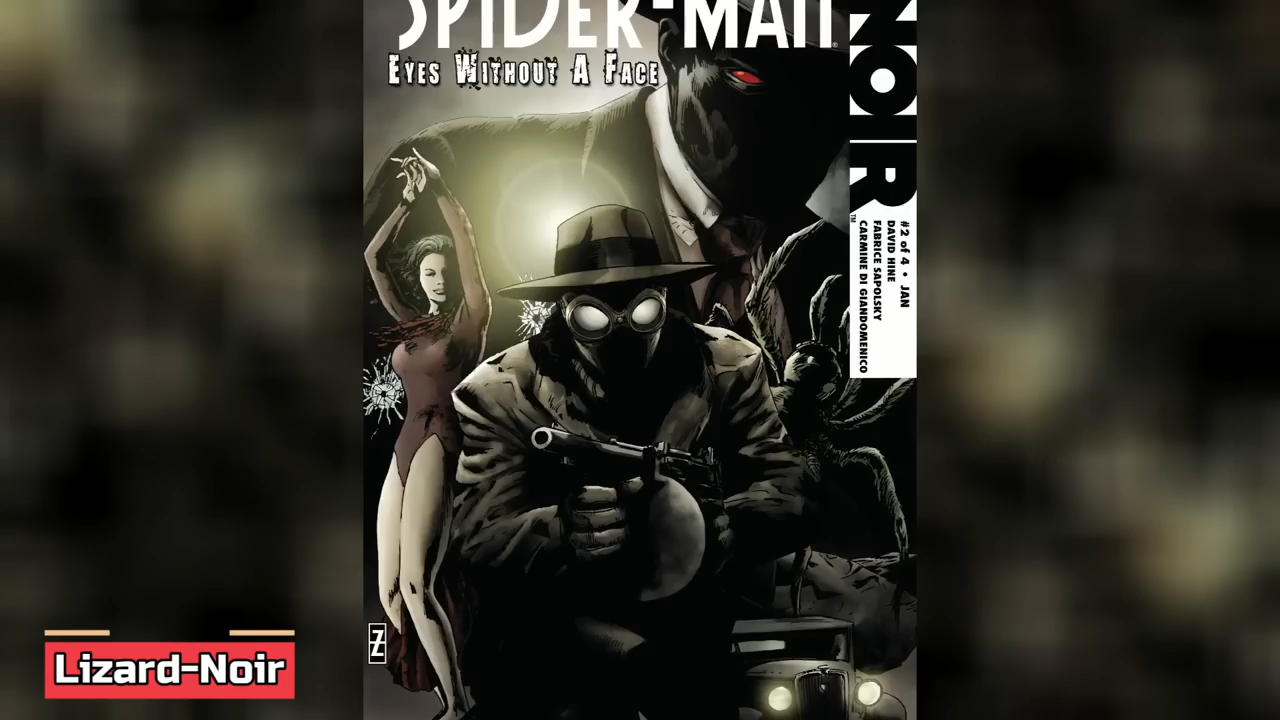 SPIDER-MAN
EYES WITHOUT A FACE
NOIR
#2 of 4 • JAN
DAVID HINE
FABRICE SAPOLSKY
CARMINE DI GIANDOMENICO
Z
Lizard-Noir